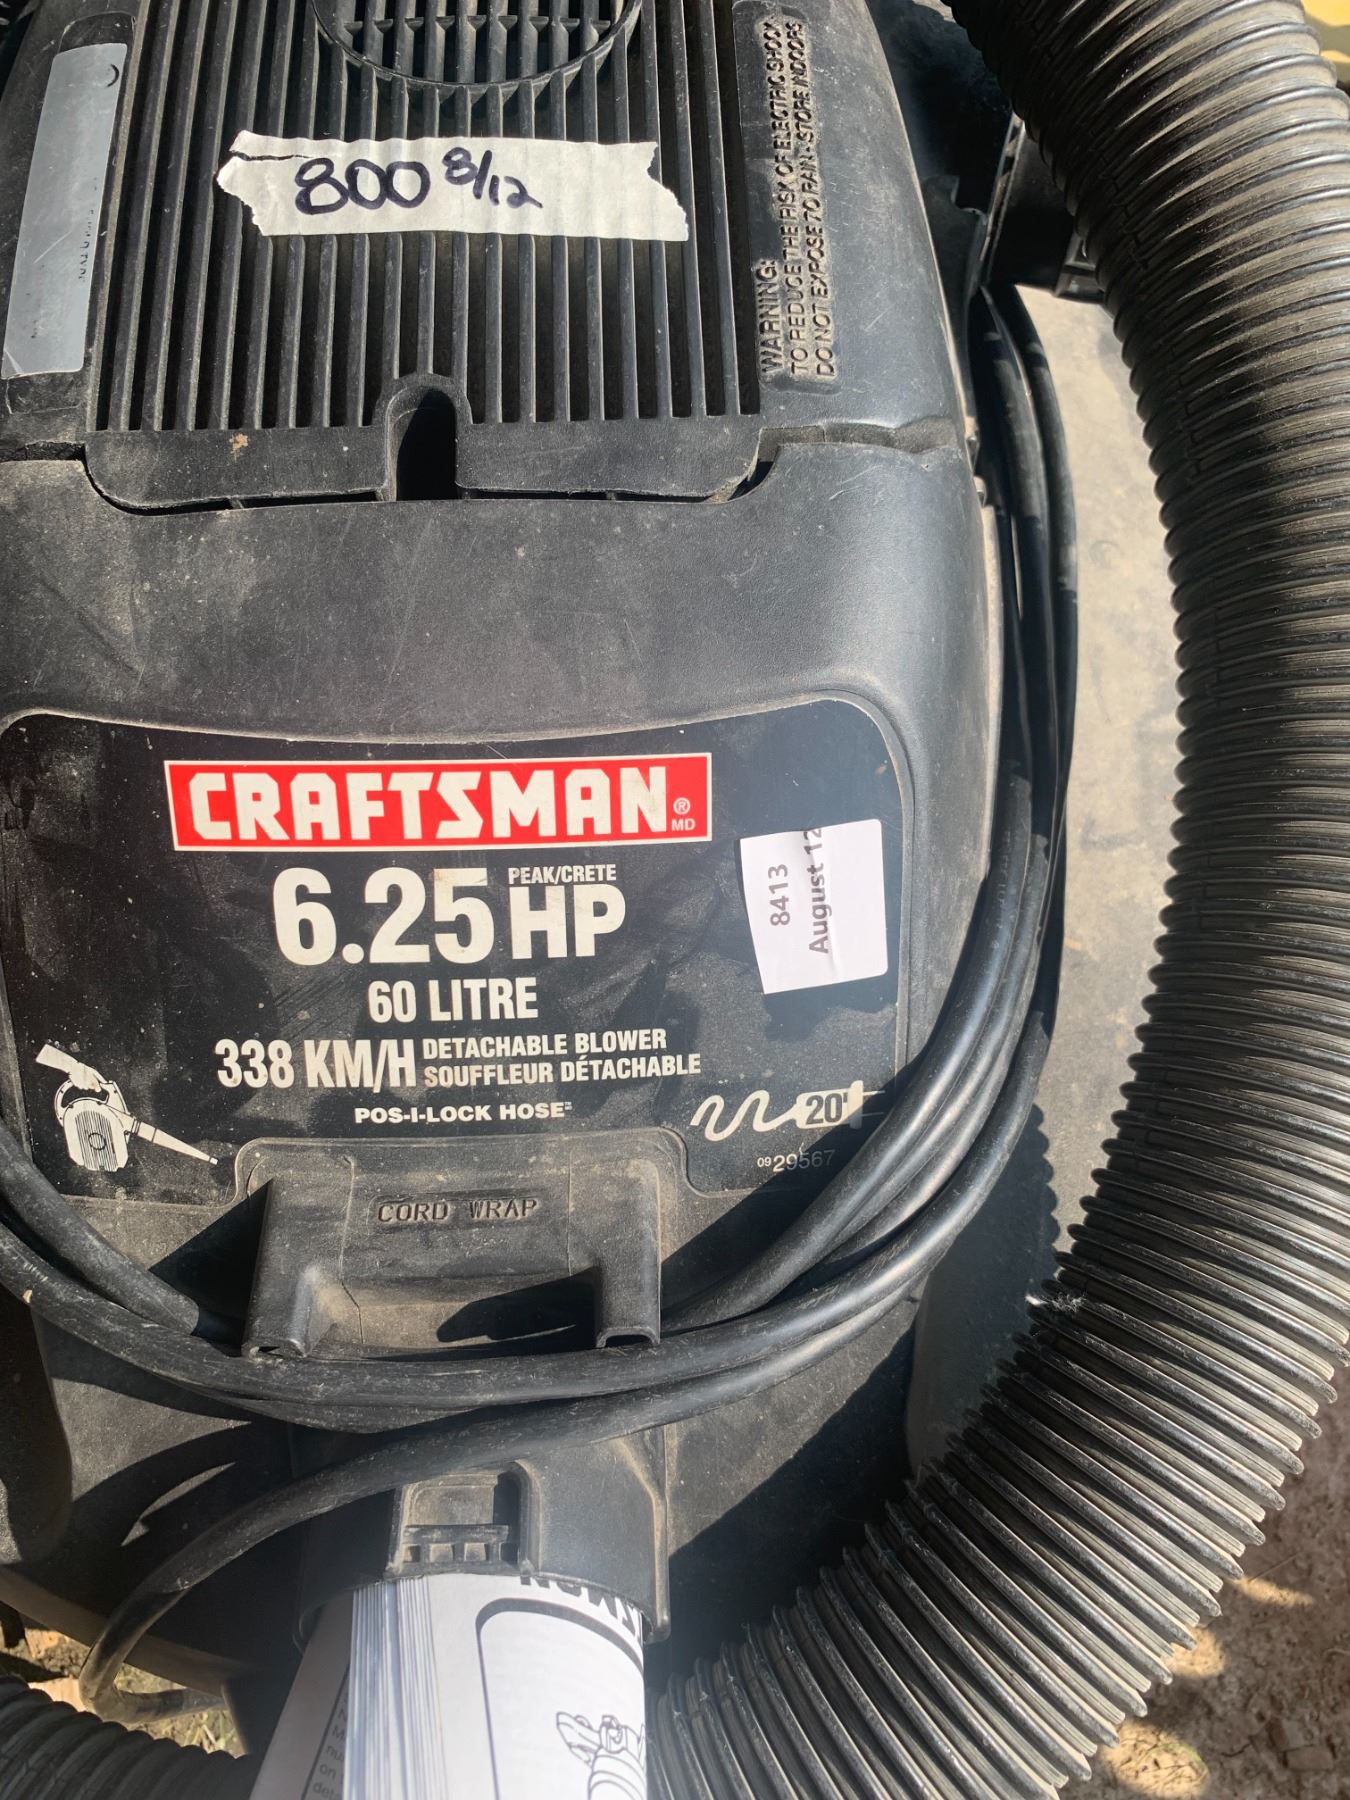 800 8/12
WARNING:
TO REDUCE THE RISK OF ELECTRIC SHOCK
DO NOT EXPOSE TO RAIN - STORE INDOORS
CRAFTSMAN®
MD
6.25 PEAK/CRETE HP
60 LITRE
338 KM/H DETACHABLE BLOWER
SOUFFLEUR DÉTACHABLE
POS-I-LOCK HOSE
20'
0929567
8413
August 12
CORD WRAP